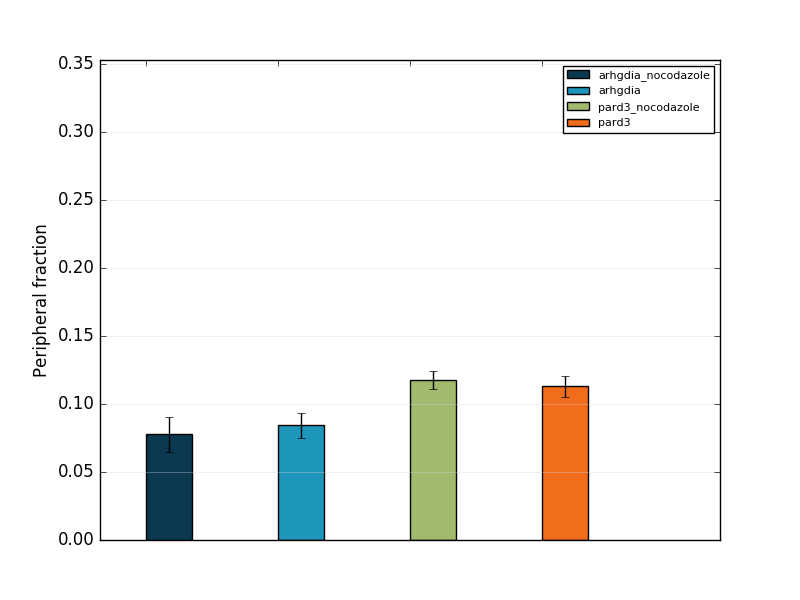 Peripheral fraction
0.35
0.30
0.25
0.20
0.15
0.10
0.05
0.00
arhgdia_nocodazole
arhgdia
pard3_nocodazole
pard3